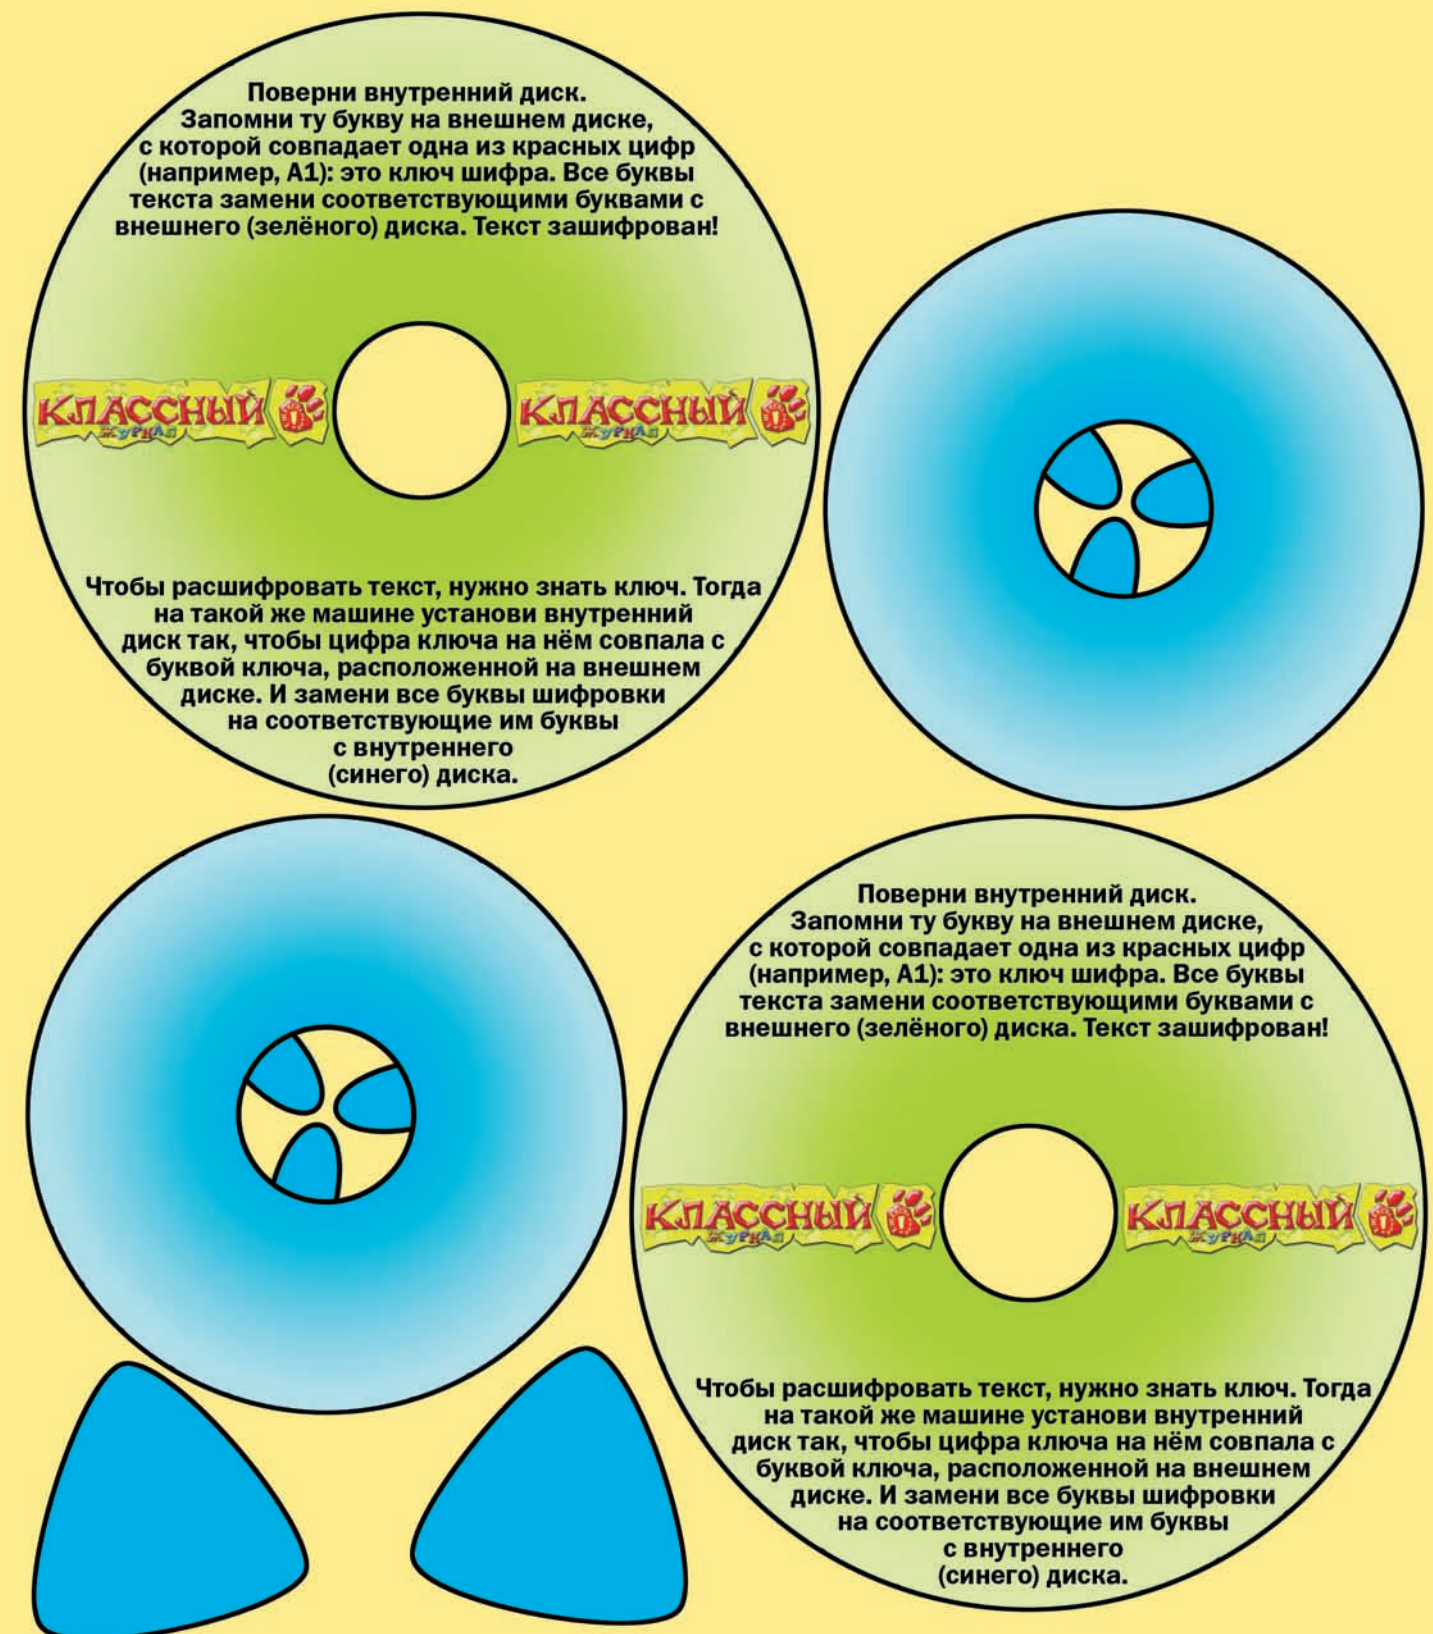 Поверни внутренний диск.
Запомни ту букву на внешнем диске,
с которой совпадает одна из красных цифр
(например, А1): это ключ шифра. Все буквы
текста замени соответствующими буквами с
внешнего (зелёного) диска. Текст зашифрован!
КЛАССНЫЙ
ЖУРНАЛ
КЛАССНЫЙ
ЖУРНАЛ
Чтобы расшифровать текст, нужно знать ключ. Тогда
на такой же машине установи внутренний
диск так, чтобы цифра ключа на нём совпала с
буквой ключа, расположенной на внешнем
диске. И замени все буквы шифровки
на соответствующие им буквы
с внутреннего
(синего) диска.
Поверни внутренний диск.
Запомни ту букву на внешнем диске,
с которой совпадает одна из красных цифр
(например, А1): это ключ шифра. Все буквы
текста замени соответствующими буквами с
внешнего (зелёного) диска. Текст зашифрован!
КЛАССНЫЙ
ЖУРНАЛ
КЛАССНЫЙ
ЖУРНАЛ
Чтобы расшифровать текст, нужно знать ключ. Тогда
на такой же машине установи внутренний
диск так, чтобы цифра ключа на нём совпала с
буквой ключа, расположенной на внешнем
диске. И замени все буквы шифровки
на соответствующие им буквы
с внутреннего
(синего) диска.